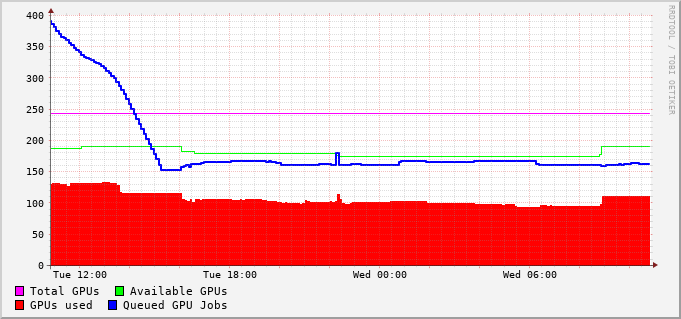 400
350
300
250
200
150
100
50
0
Tue 12:00 Tue 18:00 Wed 00:00 Wed 06:00
Total GPUs Available GPUs
GPUs used Queued GPU Jobs
RRDTOOL / TOBI OETIKER